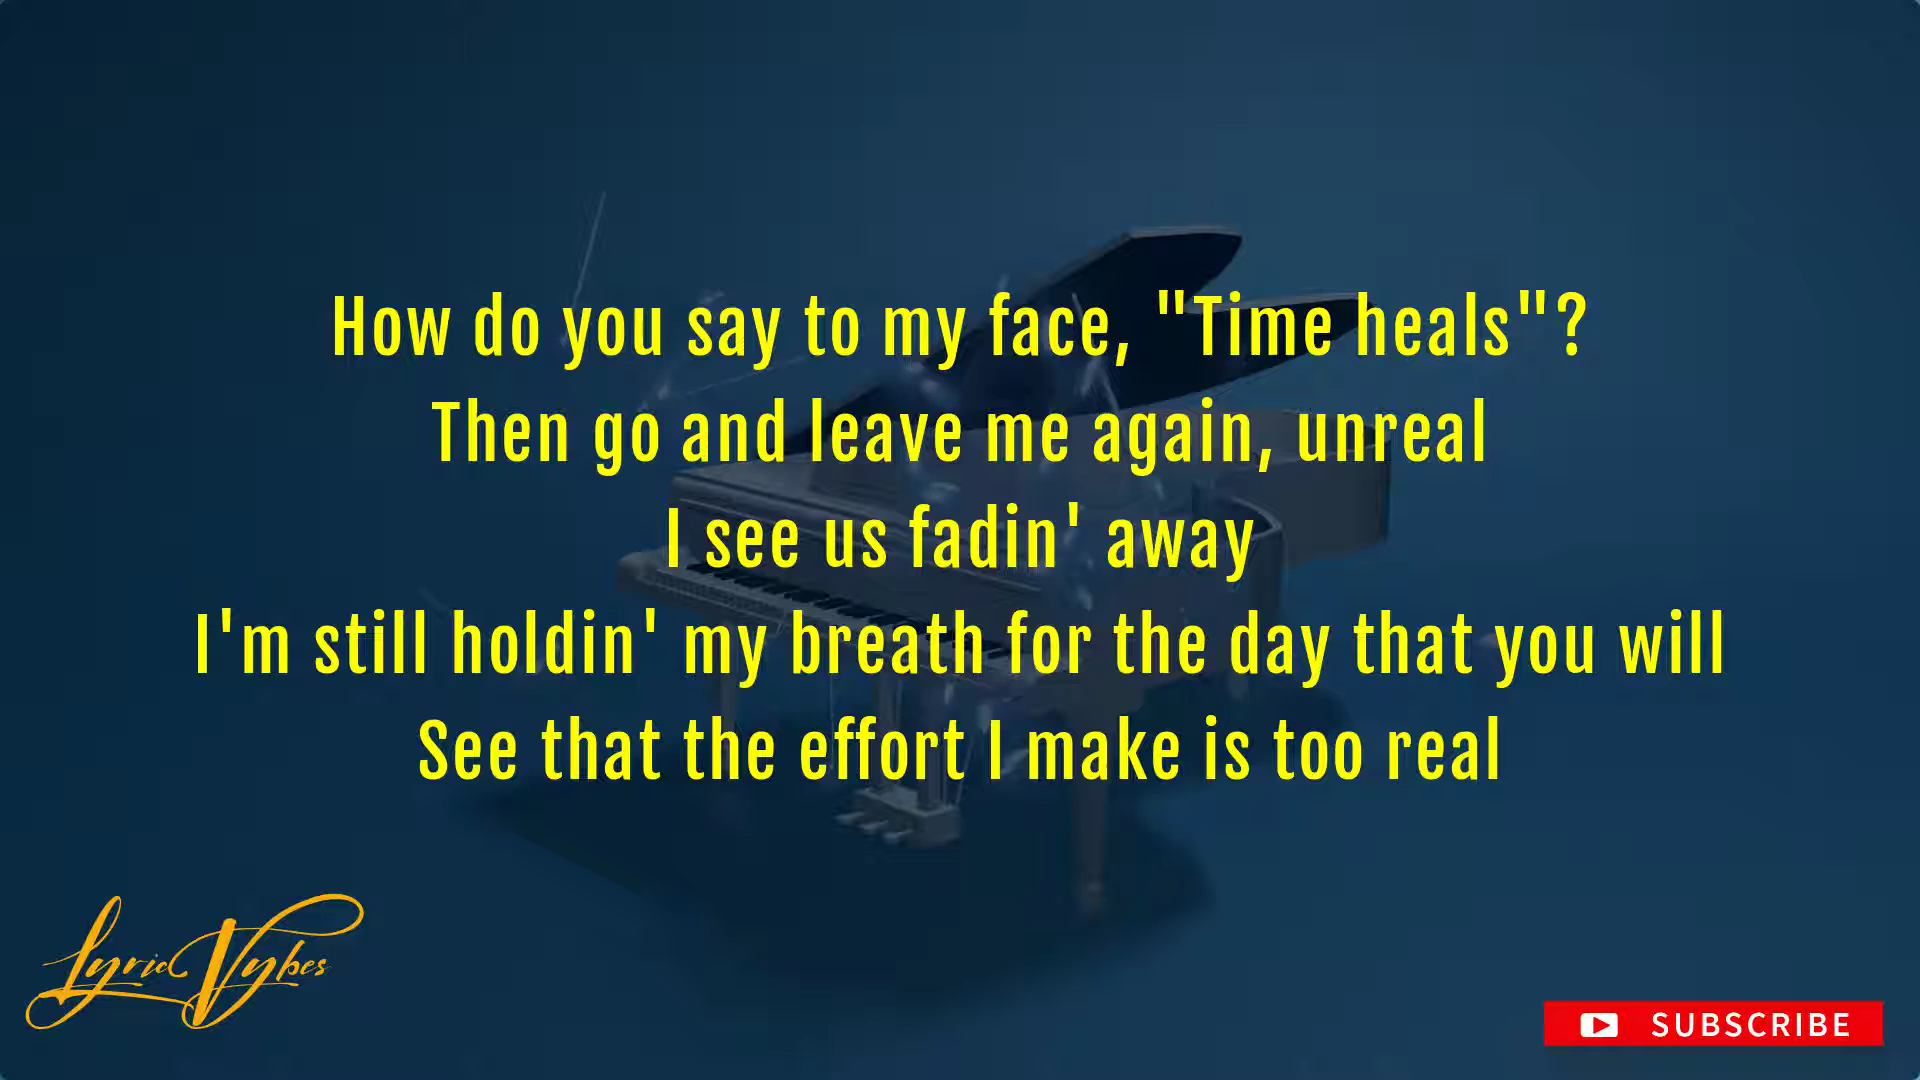 How do you say to my face, "Time heals"?
Then go and leave me again, unreal
I see us fadin' away
I'm still holdin' my breath for the day that you will
See that the effort I make is too real
Lyric Vybes
SUBSCRIBE